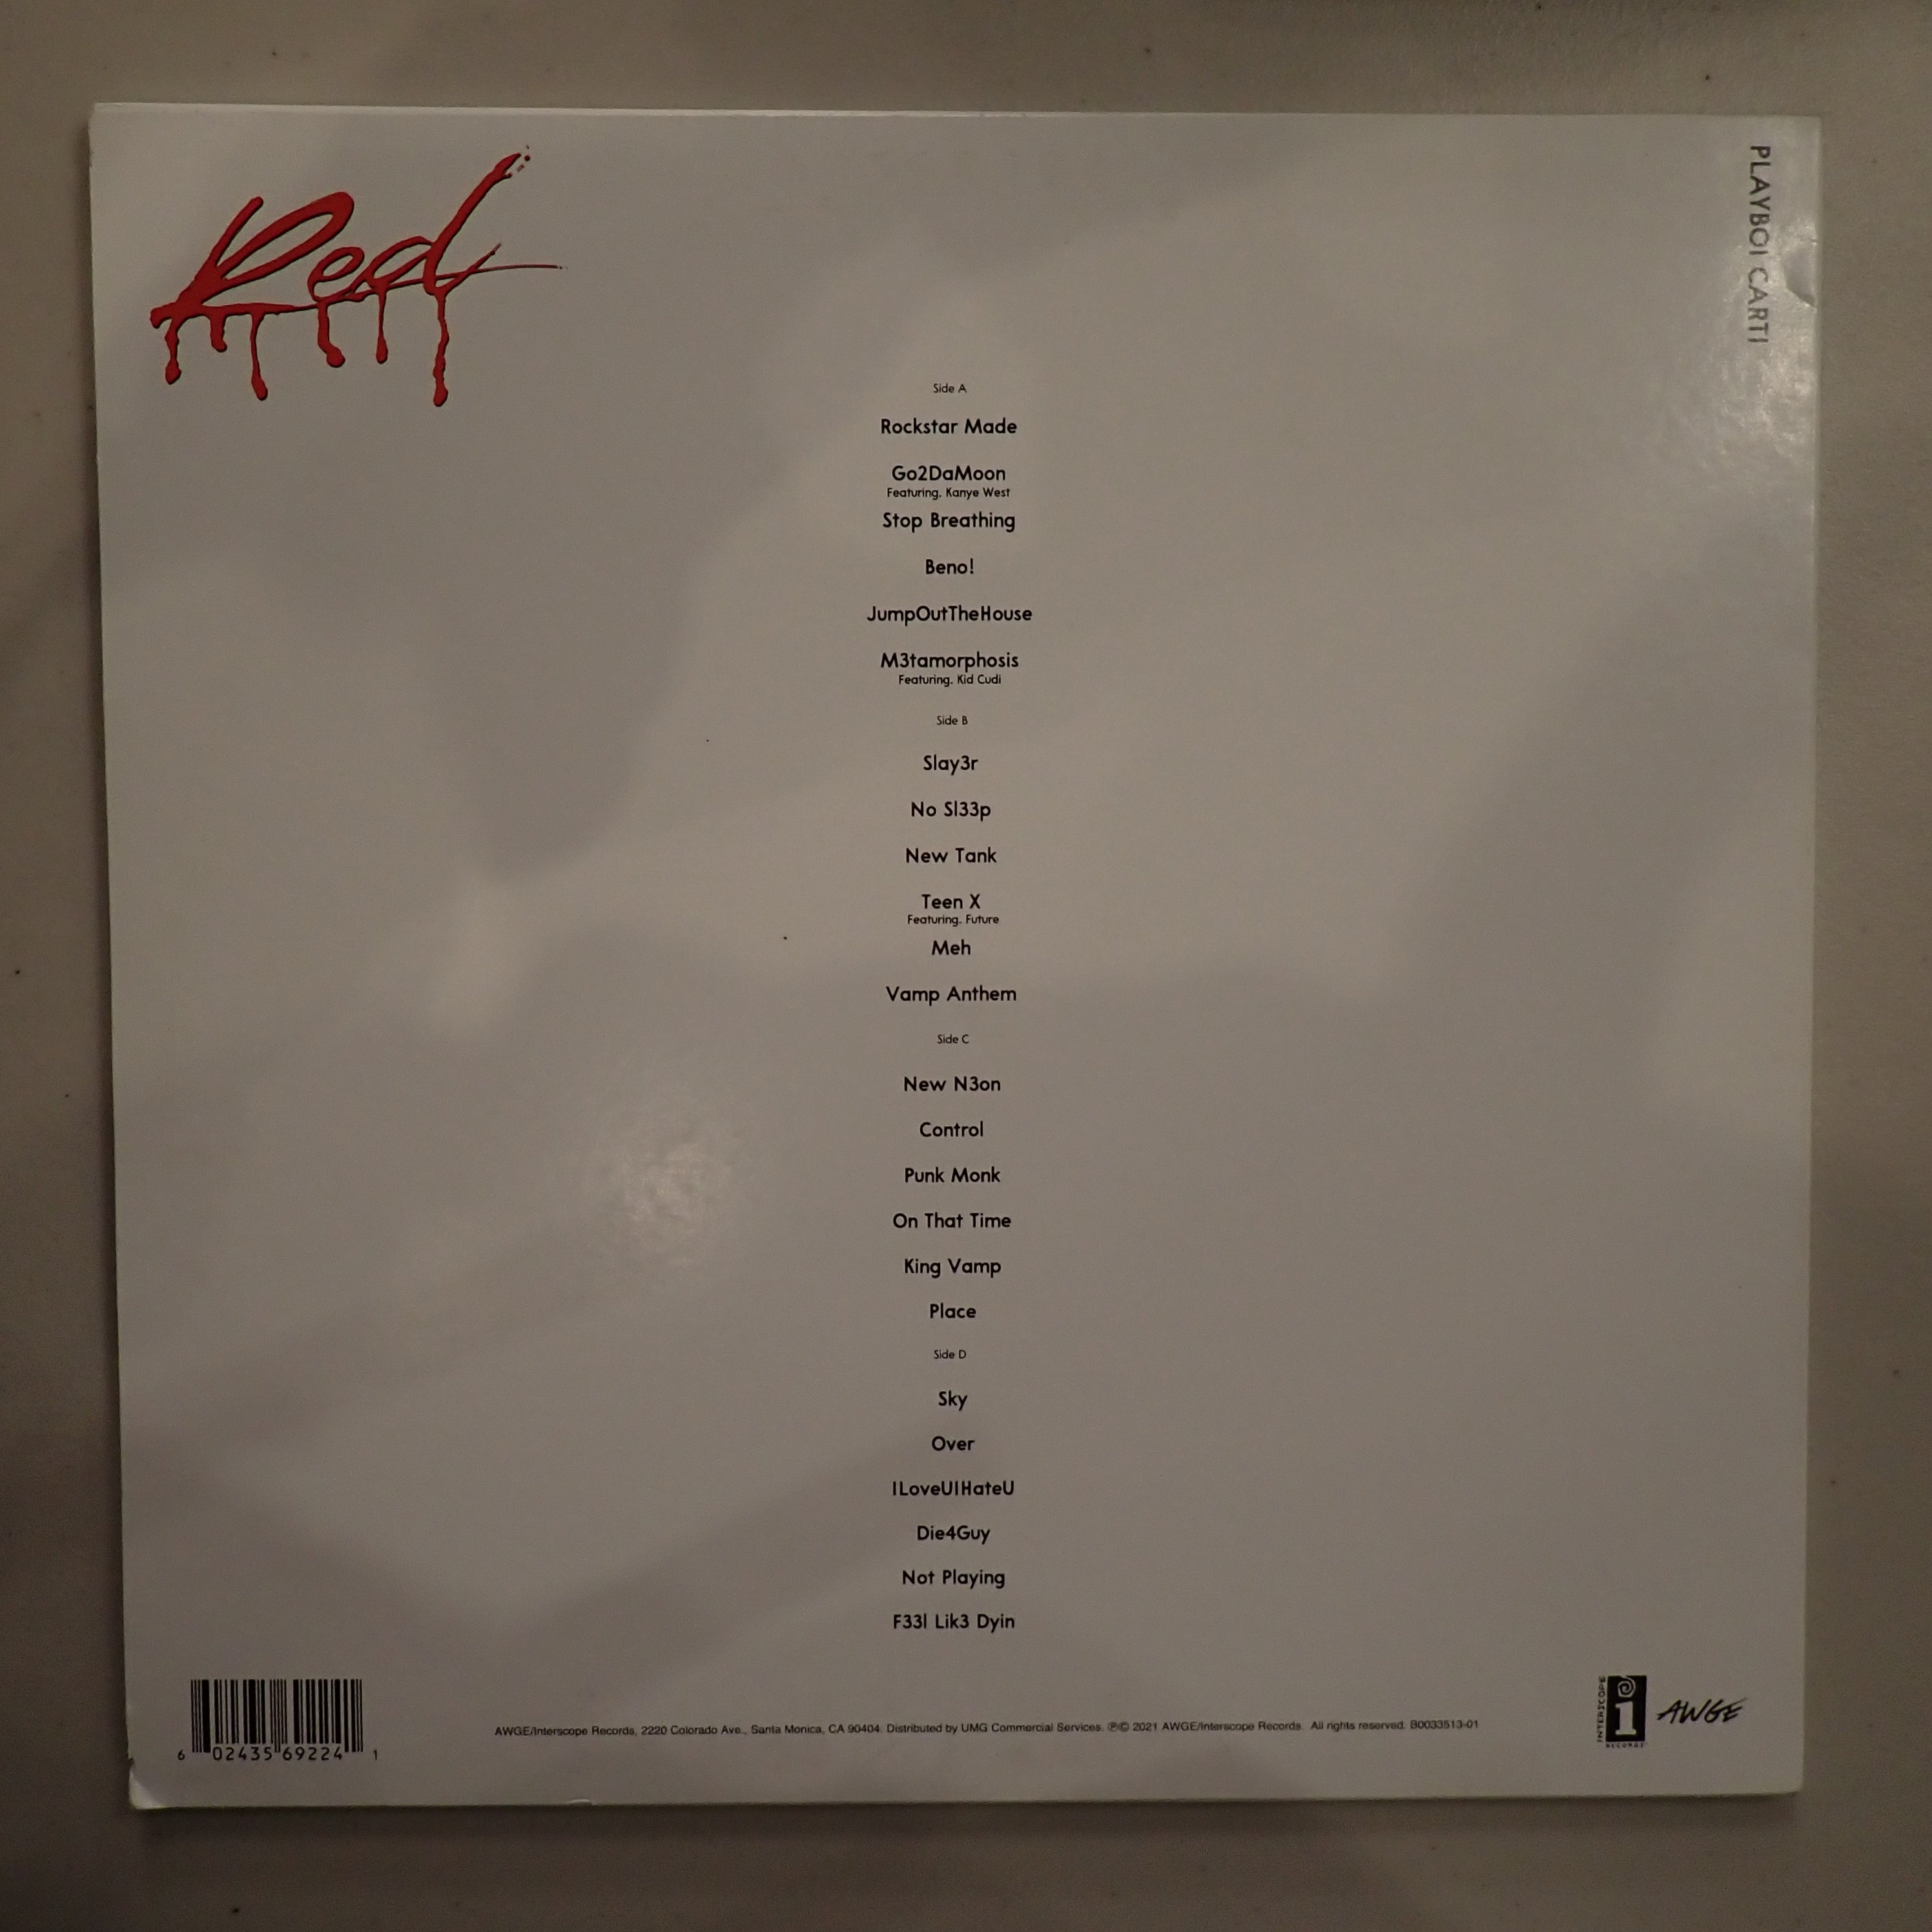 Red
PLAYBOI CARTI
Side A
Rockstar Made
Go2DaMoon
Featuring. Kanye West
Stop Breathing
Beno!
JumpOutTheHouse
M3tamorphosis
Featuring. Kid Cudi
Side B
Slay3r
No Sl33p
New Tank
Teen X
Featuring. Future
Meh
Vamp Anthem
Side C
New N3on
Control
Punk Monk
On That Time
King Vamp
Place
Side D
Sky
Over
ILoveUIHateU
Die4Guy
Not Playing
F33l Lik3 Dyin
6 02435 69224 1
AWGE/Interscope Records, 2220 Colorado Ave., Santa Monica, CA 90404. Distributed by UMG Commercial Services. ℗© 2021 AWGE/Interscope Records. All rights reserved. B0033513-01
INTERSCOPE
i
RECORDS
AWGE